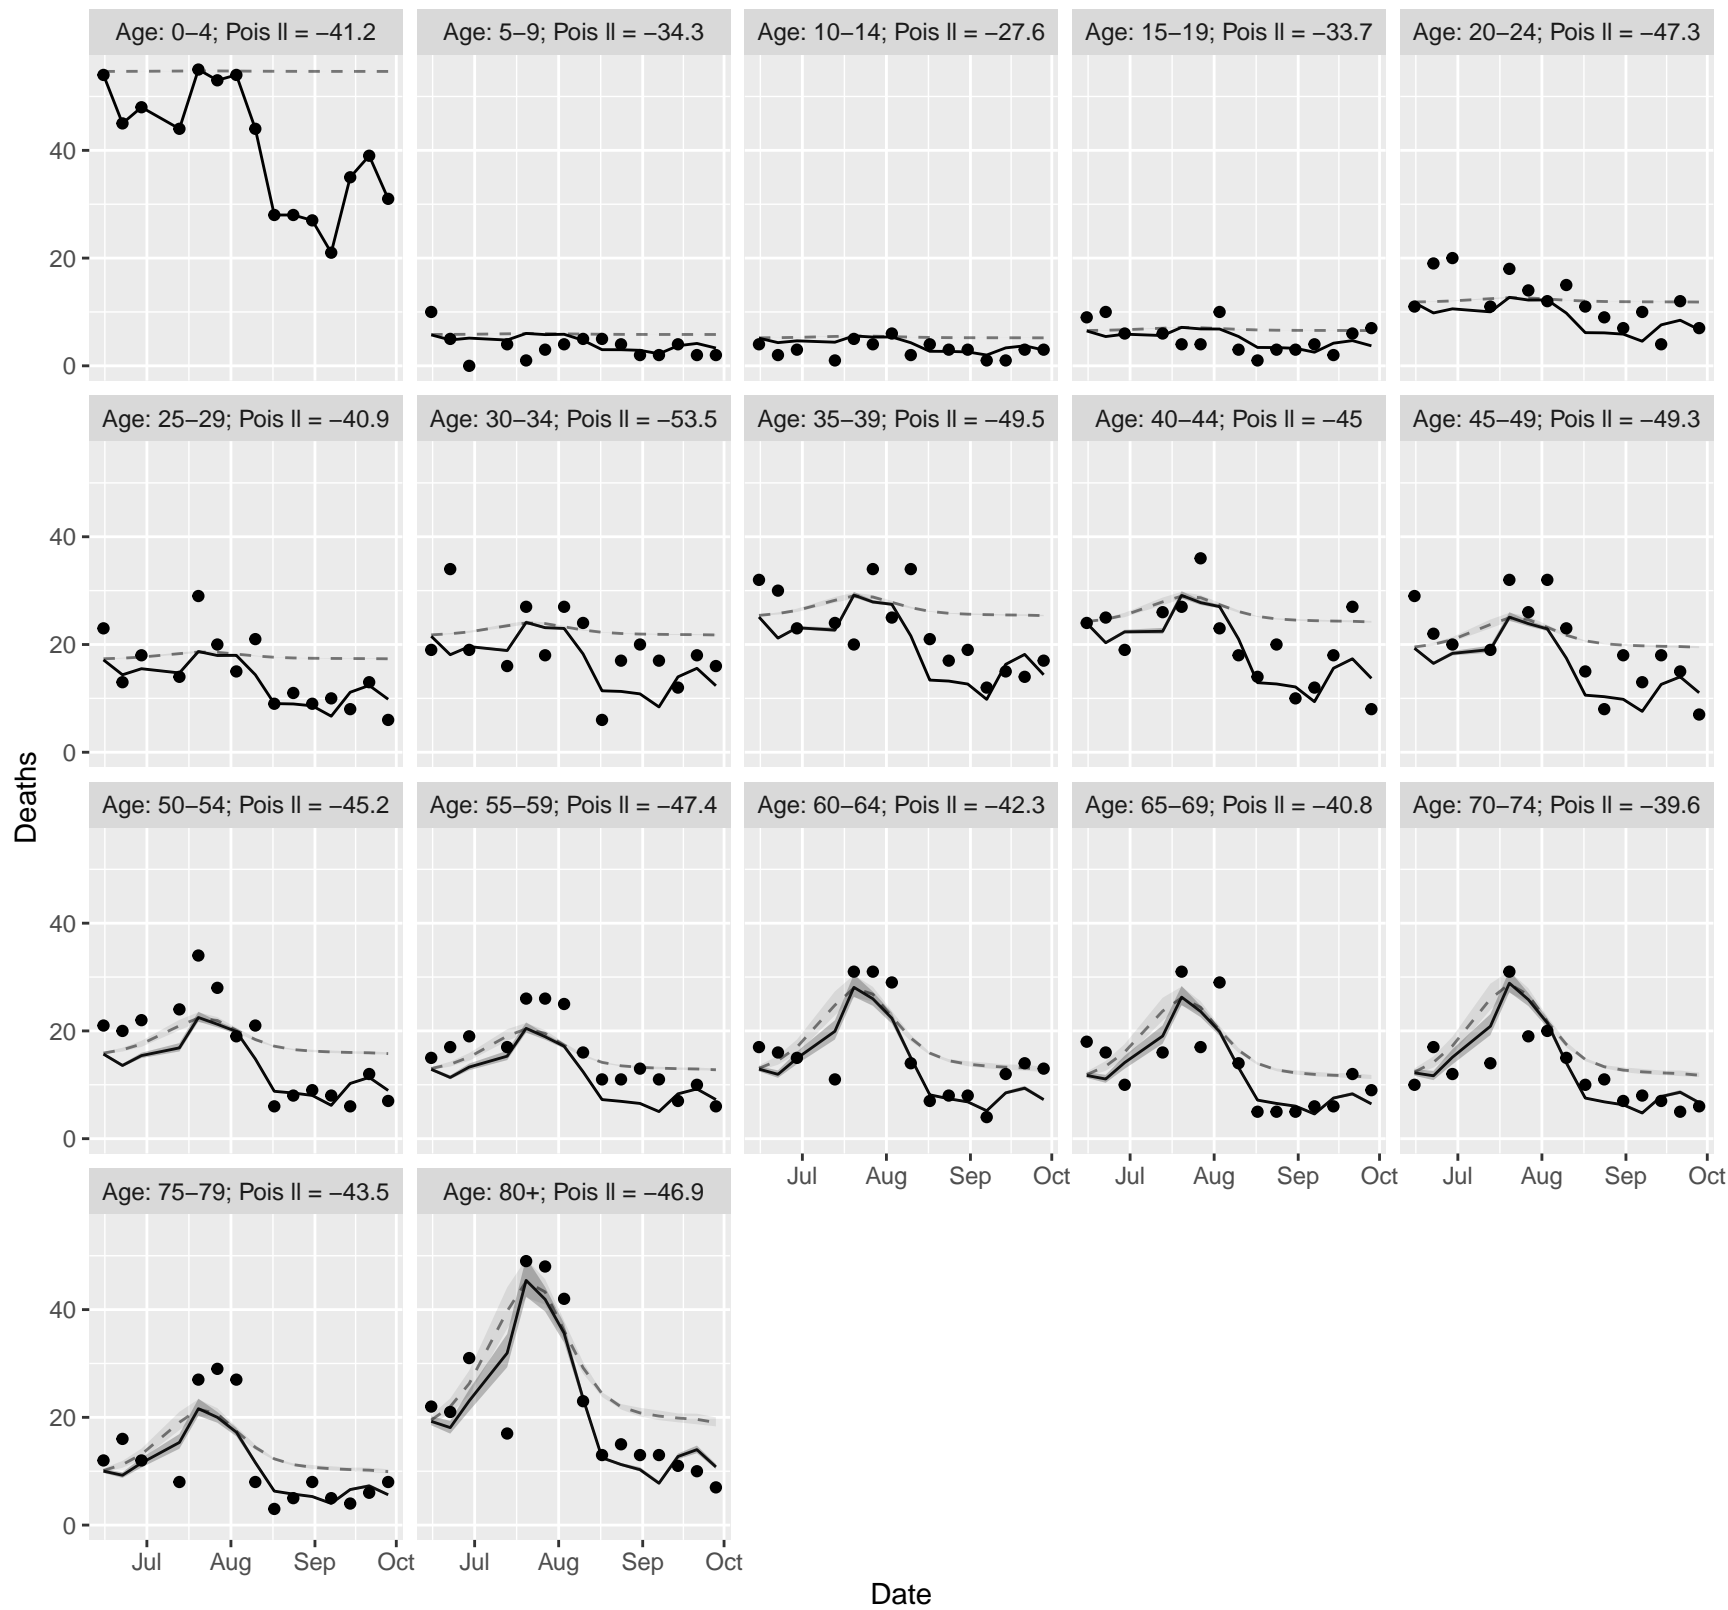 Age: 0−4; Pois ll = −41.2
Age: 5−9; Pois ll = −34.3
Age: 10−14; Pois ll = −27.6
Age: 15−19; Pois ll = −33.7
Age: 20−24; Pois ll = −47.3
40
20
0
Age: 25−29; Pois ll = −40.9
Age: 30−34; Pois ll = −53.5
Age: 35−39; Pois ll = −49.5
Age: 40−44; Pois ll = −45
Age: 45−49; Pois ll = −49.3
40
20
0
Deaths
Age: 50−54; Pois ll = −45.2
Age: 55−59; Pois ll = −47.4
Age: 60−64; Pois ll = −42.3
Age: 65−69; Pois ll = −40.8
Age: 70−74; Pois ll = −39.6
40
20
0
Jul Aug Sep Oct
Jul Aug Sep Oct
Jul Aug Sep Oct
Age: 75−79; Pois ll = −43.5
Age: 80+; Pois ll = −46.9
40
20
0
Jul Aug Sep Oct
Jul Aug Sep Oct
Date